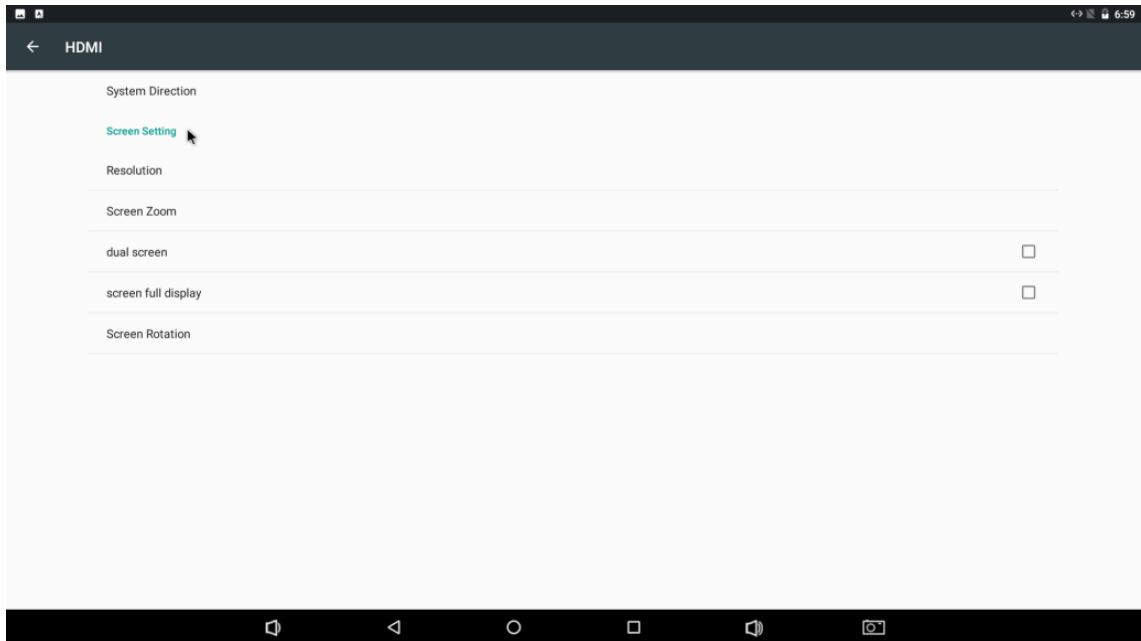 6:59
HDMI
System Direction
Screen Setting
Resolution
Screen Zoom
dual screen
screen full display
Screen Rotation